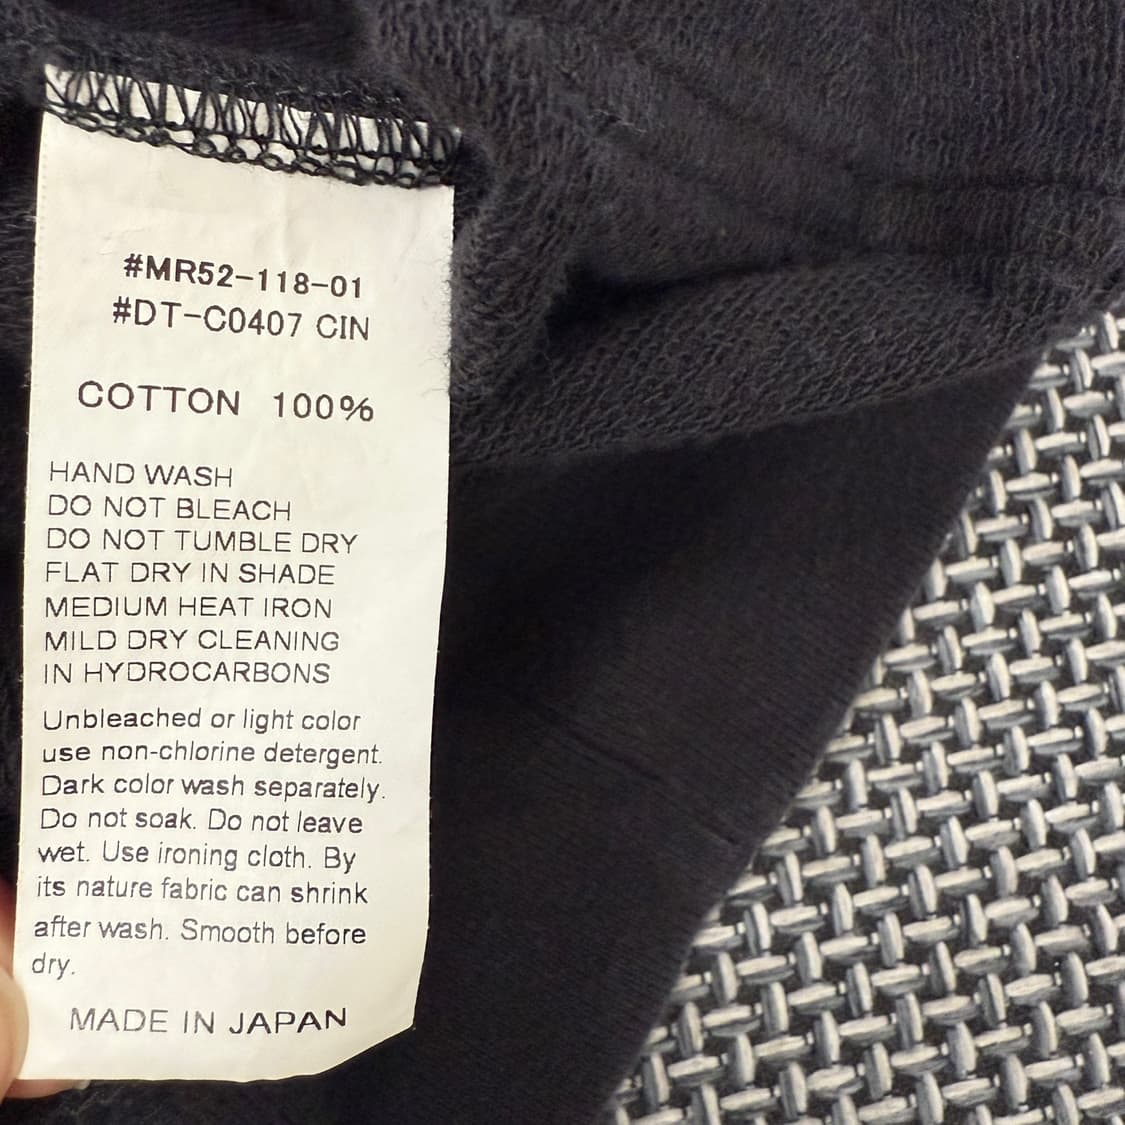 #MR52-118-01
#DT-C0407 CIN
COTTON 100%
HAND WASH
DO NOT BLEACH
DO NOT TUMBLE DRY
FLAT DRY IN SHADE
MEDIUM HEAT IRON
MILD DRY CLEANING
IN HYDROCARBONS
Unbleached or light color
use non-chlorine detergent.
Dark color wash separately.
Do not soak. Do not leave
wet. Use ironing cloth. By
its nature fabric can shrink
after wash. Smooth before
dry.
MADE IN JAPAN